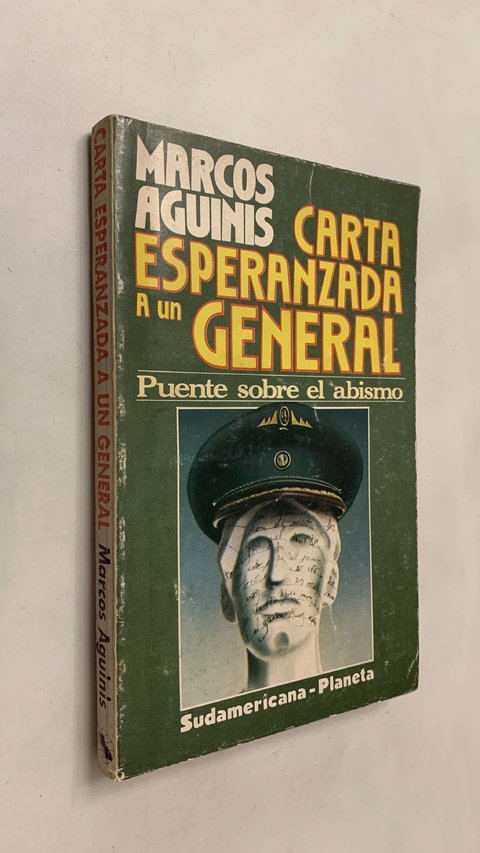 MARCOS
AGUINIS
CARTA
ESPERANZADA
A un
GENERAL
Puente sobre el abismo
Sudamericana-Planeta
CARTA ESPERANZADA A UN GENERAL Marcos Aguinis